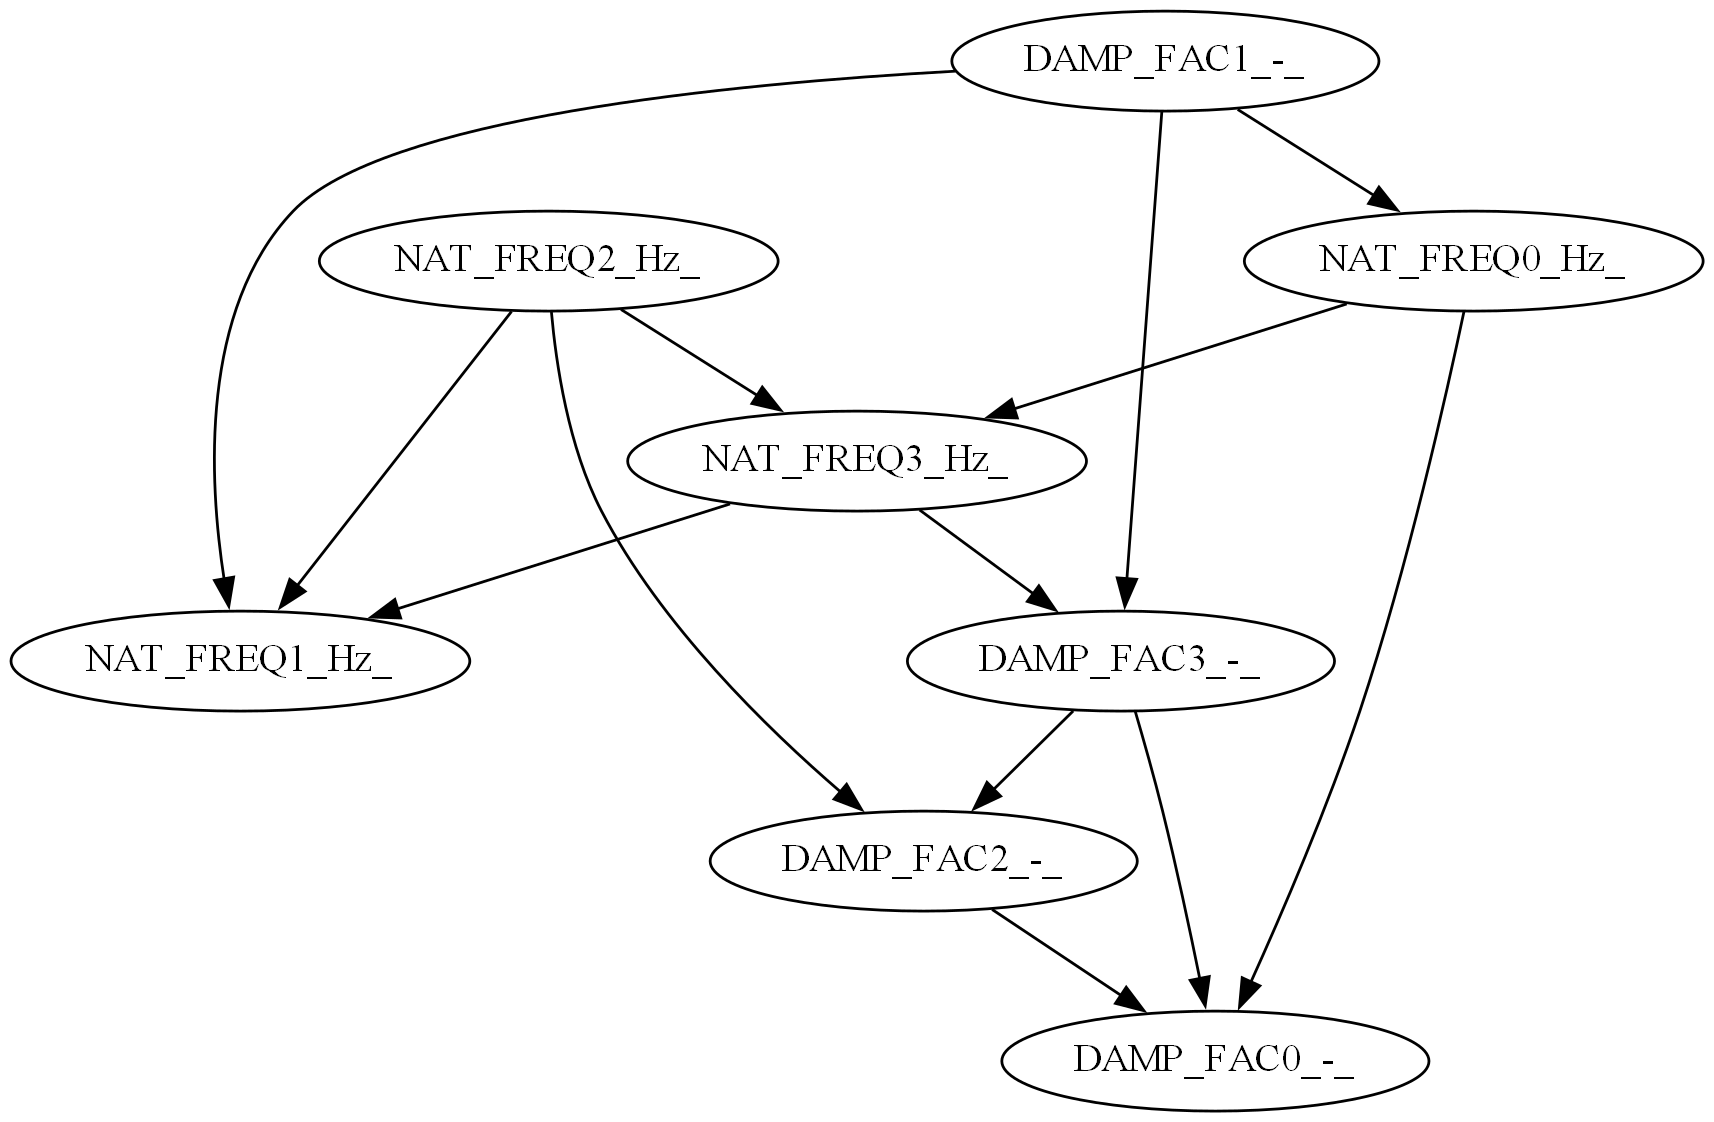 DAMP_FAC1_-_
NAT_FREQ2_Hz_
NAT_FREQ0_Hz_
NAT_FREQ3_Hz_
NAT_FREQ1_Hz_
DAMP_FAC3_-_
DAMP_FAC2_-_
DAMP_FAC0_-_